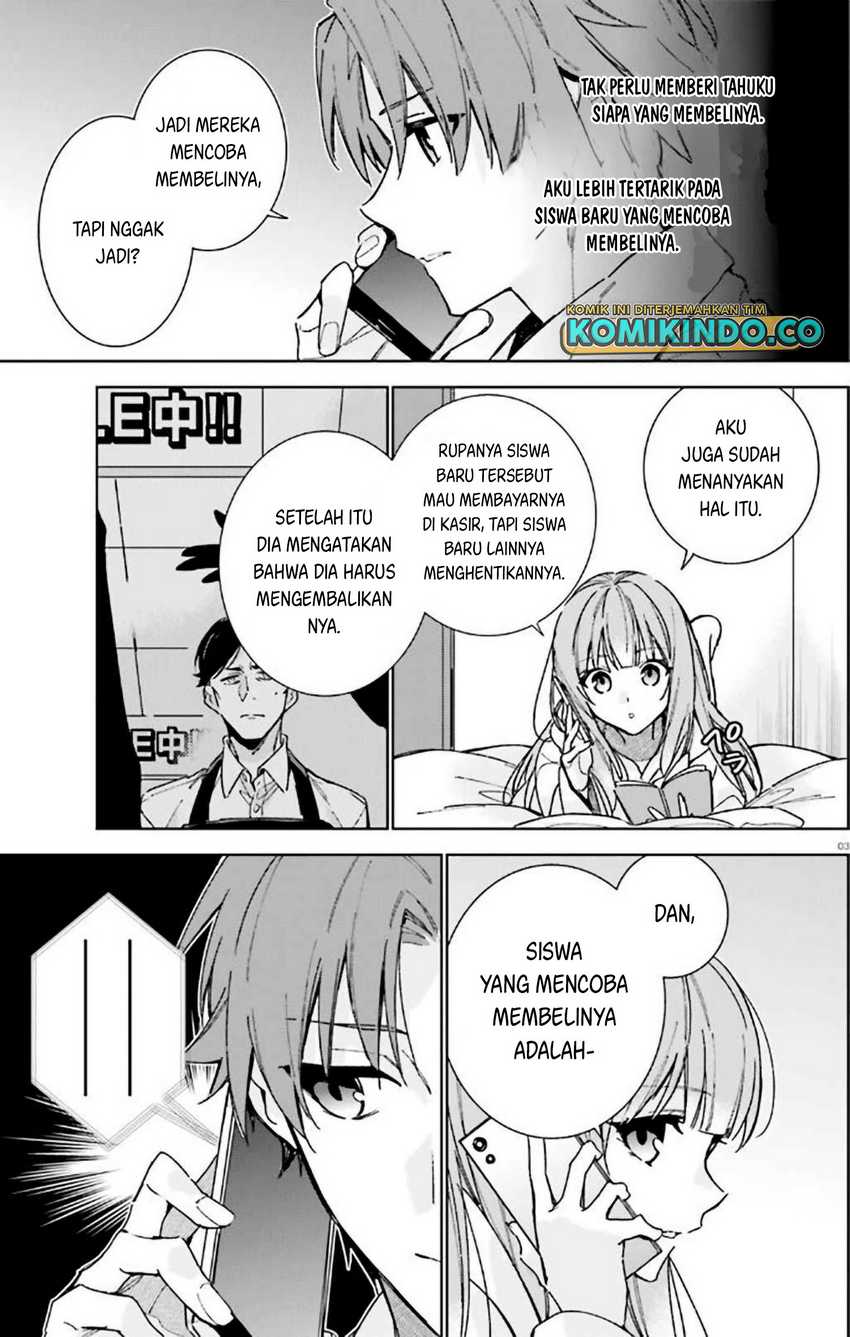 TAK PERLU MEMBERI TAHUKU
SIAPA YANG MEMBELINYA.
AKU LEBIH TERTARIK PADA
SISWA BARU YANG MENCOBA
MEMBELINYA.
JADI MEREKA
MENCOBA
MEMBELINYA,
TAPI NGGAK
JADI?
KOMIK INI DITERJEMAHKAN TIM
KOMIKINDO.CO
AKU
JUGA SUDAH
MENANYAKAN
HAL ITU.
ペラ
RUPANYA SISWA
BARU TERSEBUT
MAU MEMBAYARNYA
DI KASIR, TAPI SISWA
BARU LAINNYA
MENGHENTIKANNYA.
SETELAH ITU
DIA MENGATAKAN
BAHWA DIA HARUS
MENGEMBALIKAN
NYA.
LE中!!
E中
03
DAN,
SISWA
YANG MENCOBA
MEMBELINYA
ADALAH-